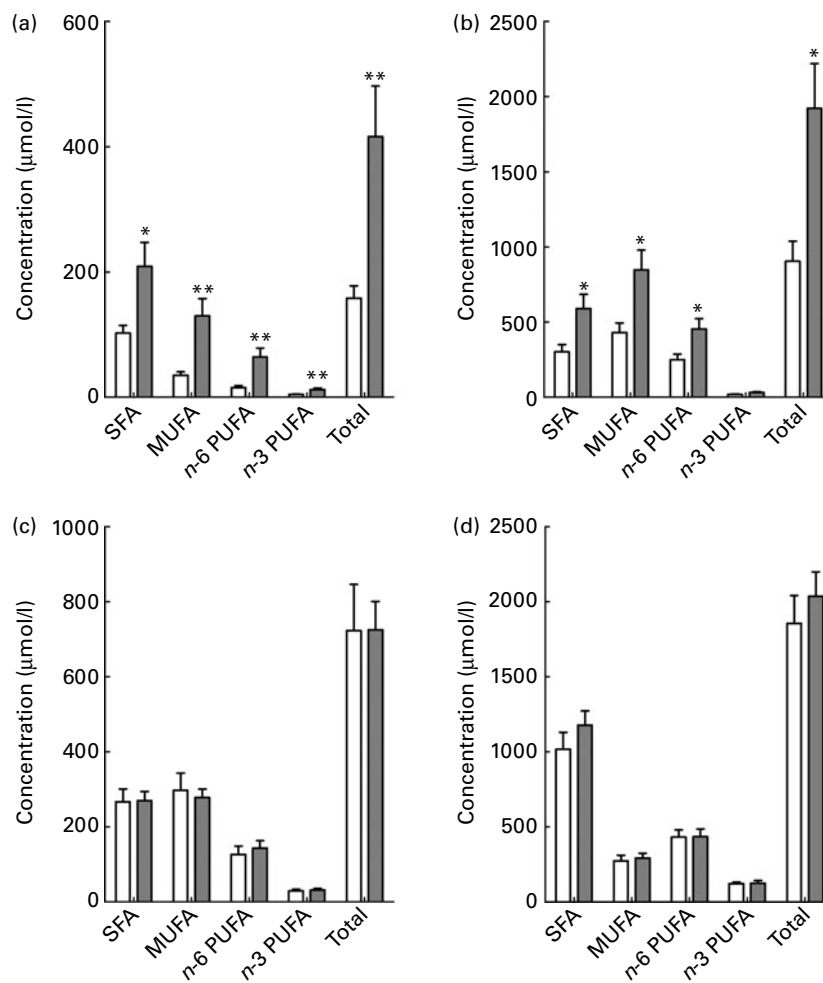 (a)
600
400
200
0
Concentration (μmol/l)
*
**
**
**
**
SFA
MUFA
n-6 PUFA
n-3 PUFA
Total
(b)
2500
2000
1500
1000
500
0
Concentration (μmol/l)
*
*
*
*
SFA
MUFA
n-6 PUFA
n-3 PUFA
Total
(c)
1000
800
600
400
200
0
Concentration (μmol/l)
SFA
MUFA
n-6 PUFA
n-3 PUFA
Total
(d)
2500
2000
1500
1000
500
0
Concentration (μmol/l)
SFA
MUFA
n-6 PUFA
n-3 PUFA
Total